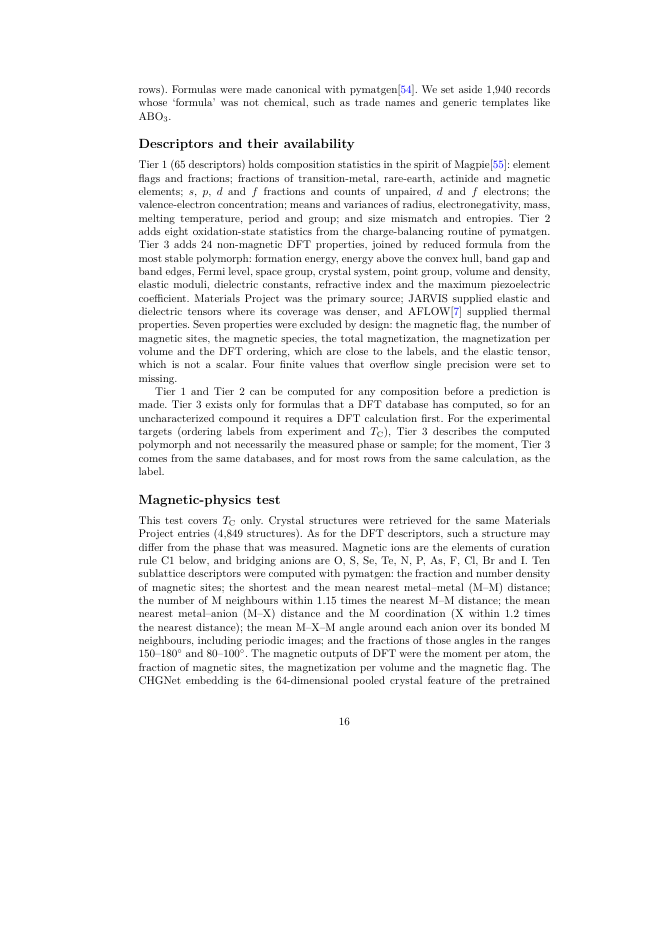 rows). Formulas were made canonical with pymatgen[54]. We set aside 1,940 records
whose ‘formula’ was not chemical, such as trade names and generic templates like
ABO₃.
Descriptors and their availability
Tier 1 (65 descriptors) holds composition statistics in the spirit of Magpie[55]: element
flags and fractions; fractions of transition-metal, rare-earth, actinide and magnetic
elements; s, p, d and f fractions and counts of unpaired, d and f electrons; the
valence-electron concentration; means and variances of radius, electronegativity, mass,
melting temperature, period and group; and size mismatch and entropies. Tier 2
adds eight oxidation-state statistics from the charge-balancing routine of pymatgen.
Tier 3 adds 24 non-magnetic DFT properties, joined by reduced formula from the
most stable polymorph: formation energy, energy above the convex hull, band gap and
band edges, Fermi level, space group, crystal system, point group, volume and density,
elastic moduli, dielectric constants, refractive index and the maximum piezoelectric
coefficient. Materials Project was the primary source; JARVIS supplied elastic and
dielectric tensors where its coverage was denser, and AFLOW[7] supplied thermal
properties. Seven properties were excluded by design: the magnetic flag, the number of
magnetic sites, the magnetic species, the total magnetization, the magnetization per
volume and the DFT ordering, which are close to the labels, and the elastic tensor,
which is not a scalar. Four finite values that overflow single precision were set to
missing.
Tier 1 and Tier 2 can be computed for any composition before a prediction is
made. Tier 3 exists only for formulas that a DFT database has computed, so for an
uncharacterized compound it requires a DFT calculation first. For the experimental
targets (ordering labels from experiment and T_C), Tier 3 describes the computed
polymorph and not necessarily the measured phase or sample; for the moment, Tier 3
comes from the same databases, and for most rows from the same calculation, as the
label.
Magnetic-physics test
This test covers T_C only. Crystal structures were retrieved for the same Materials
Project entries (4,849 structures). As for the DFT descriptors, such a structure may
differ from the phase that was measured. Magnetic ions are the elements of curation
rule C1 below, and bridging anions are O, S, Se, Te, N, P, As, F, Cl, Br and I. Ten
sublattice descriptors were computed with pymatgen: the fraction and number density
of magnetic sites; the shortest and the mean nearest metal–metal (M–M) distance;
the number of M neighbours within 1.15 times the nearest M–M distance; the mean
nearest metal–anion (M–X) distance and the M coordination (X within 1.2 times
the nearest distance); the mean M–X–M angle around each anion over its bonded M
neighbours, including periodic images; and the fractions of those angles in the ranges
150–180° and 80–100°. The magnetic outputs of DFT were the moment per atom, the
fraction of magnetic sites, the magnetization per volume and the magnetic flag. The
CHGNet embedding is the 64-dimensional pooled crystal feature of the pretrained
16